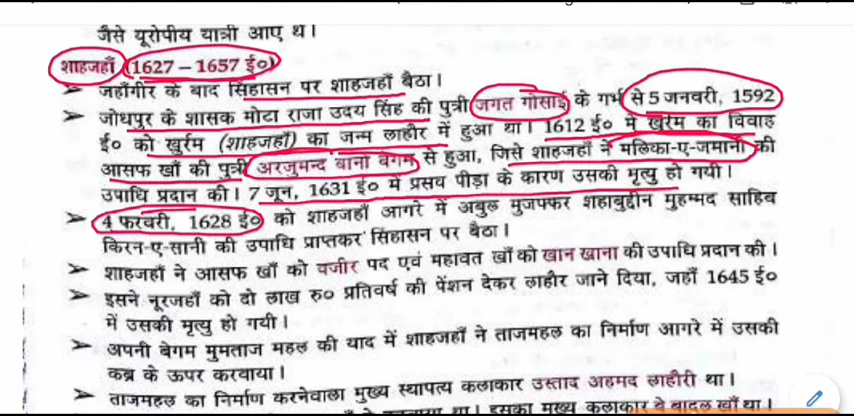 जैसे यूरोपीय यात्री आए थे।
शाहजहाँ (1627 – 1657 ई०)
➤ जहाँगीर के बाद सिंहासन पर शाहजहाँ बैठा।
➤ जोधपुर के शासक मोटा राजा उदय सिंह की पुत्री जगत गोसाई के गर्भ से 5 जनवरी, 1592
ई० को खुर्रम (शाहजहाँ) का जन्म लाहौर में हुआ था। 1612 ई० में खुर्रम का विवाह
आसफ खाँ की पुत्री अरजुमन्द बानो बेगम से हुआ, जिसे शाहजहाँ ने मलिका-ए-जमानी की
उपाधि प्रदान की। 7 जून, 1631 ई० में प्रसव पीड़ा के कारण उसकी मृत्यु हो गयी।
➤ 4 फरवरी, 1628 ई० को शाहजहाँ आगरे में अबुल मुजफ्फर शहाबुद्दीन मुहम्मद साहिब
किरन-ए-सानी की उपाधि प्राप्तकर सिंहासन पर बैठा।
➤ शाहजहाँ ने आसफ खाँ को वजीर पद एवं महावत खाँ को खान खाना की उपाधि प्रदान की।
➤ इसने नूरजहाँ को दो लाख रु० प्रतिवर्ष की पेंशन देकर लाहौर जाने दिया, जहाँ 1645 ई०
में उसकी मृत्यु हो गयी।
➤ अपनी बेगम मुमताज महल की याद में शाहजहाँ ने ताजमहल का निर्माण आगरे में उसकी
कब्र के ऊपर करवाया।
➤ ताजमहल का निर्माण करनेवाला मुख्य स्थापत्य कलाकार उस्ताद अहमद लाहौरी था।
था। इसका मुख्य कलाकार बे बादल खाँ था।